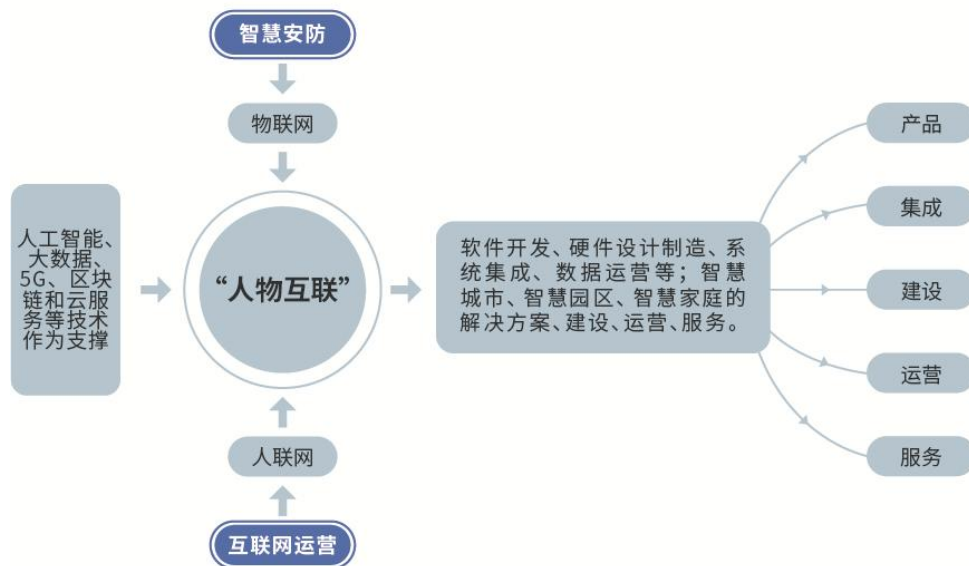 智慧安防
物联网
人工智能、
大数据、
5G、区块
链和云服
务等技术
作为支撑
“人物互联”
软件开发、硬件设计制造、系
统集成、数据运营等；智慧
城市、智慧园区、智慧家庭的
解决方案、建设、运营、服务。
产品
集成
建设
运营
服务
人联网
互联网运营